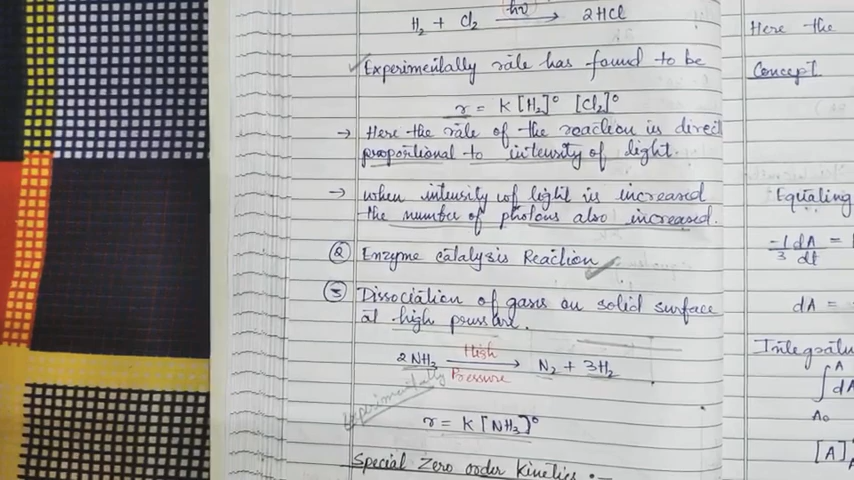 H₂ + Cl₂ hν → 2HCl
Experimentally rate has found to be
r = K [H₂]⁰ [Cl₂]⁰
→ Here the rate of the reaction is direct
proportional to intensity of light.
→ when intensity of light is increased
the number of photons also increased.
② Enzyme catalysis Reaction
③ Dissociation of gases on solid surface
at high pressure.
2NH₃ High Pressure → N₂ + 3H₂
Experimentally
r = K [NH₃]⁰
Special Zero order kinetics :-
Here the
Concept.
Equating
-1/3 dA/dt =
dA =
Integratu
∫ A A₀ dA
[A]